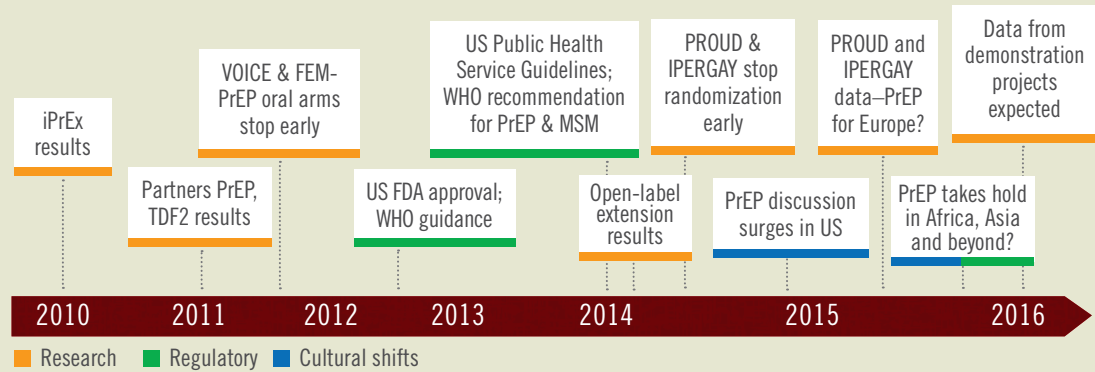 iPrEx
results
Partners PrEP,
TDF2 results
VOICE & FEM-
PrEP oral arms
stop early
US FDA approval;
WHO guidance
US Public Health
Service Guidelines;
WHO recommendation
for PrEP & MSM
Open-label
extension
results
PROUD &
IPERGAY stop
randomization
early
PrEP discussion
surges in US
PROUD and
IPERGAY
data–PrEP
for Europe?
PrEP takes hold
in Africa, Asia
and beyond?
Data from
demonstration
projects
expected
2010 2011 2012 2013 2014 2015 2016
Research Regulatory Cultural shifts